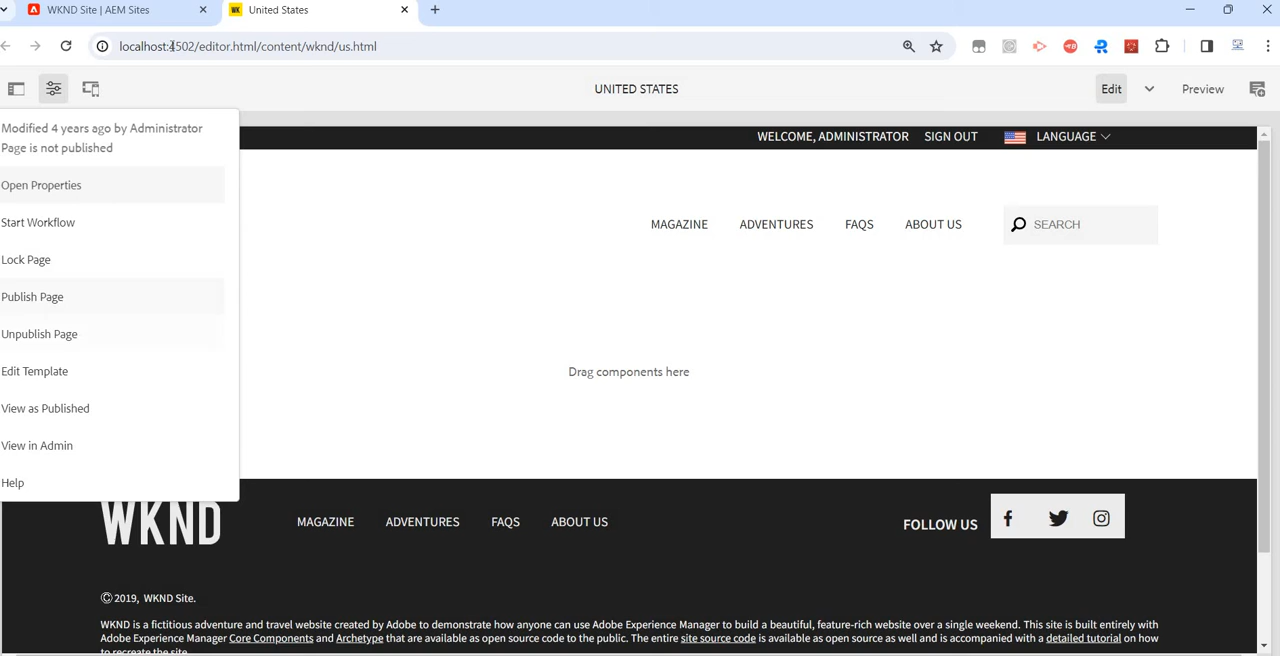 WKND Site | AEM Sites
WK United States
localhost:4502/editor.html/content/wknd/us.html
UNITED STATES
Edit
Preview
Modified 4 years ago by Administrator
Page is not published
Open Properties
Start Workflow
Lock Page
Publish Page
Unpublish Page
Edit Template
View as Published
View in Admin
Help
WELCOME, ADMINISTRATOR SIGN OUT LANGUAGE
MAGAZINE ADVENTURES FAQS ABOUT US SEARCH
Drag components here
WKND MAGAZINE ADVENTURES FAQS ABOUT US FOLLOW US
© 2019, WKND Site.
WKND is a fictitious adventure and travel website created by Adobe to demonstrate how anyone can use Adobe Experience Manager to build a beautiful, feature-rich website over a single weekend. This site is built entirely with
Adobe Experience Manager Core Components and Archetype that are available as open source code to the public. The entire site source code is available as open source as well and is accompanied with a detailed tutorial on how
to recreate the site.